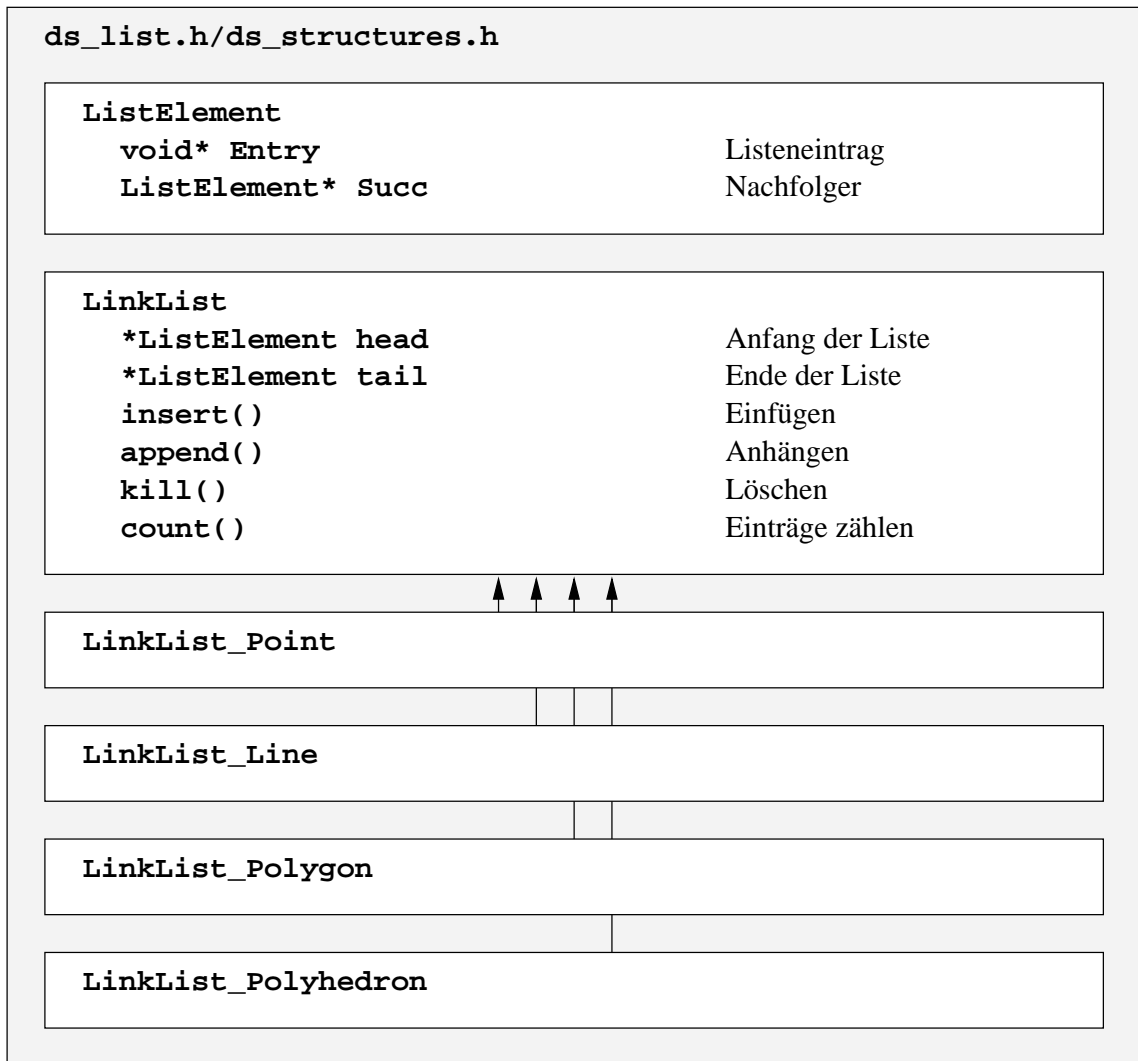 ds_list.h/ds_structures.h
ListElement
void* Entry Listeneintrag
ListElement* Succ Nachfolger
LinkList
*ListElement head Anfang der Liste
*ListElement tail Ende der Liste
insert() Einfügen
append() Anhängen
kill() Löschen
count() Einträge zählen
LinkList_Point
LinkList_Line
LinkList_Polygon
LinkList_Polyhedron